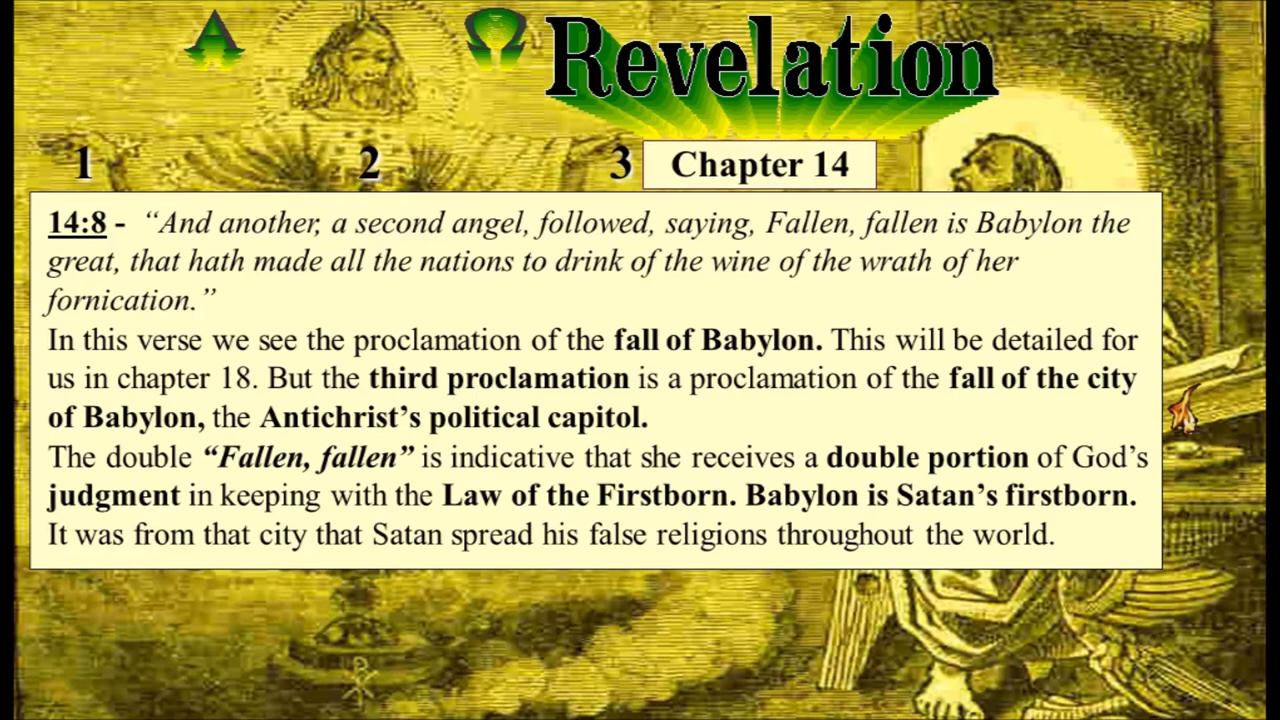 Α Ω Revelation
1 2 3 Chapter 14
14:8 - “And another, a second angel, followed, saying, Fallen, fallen is Babylon the
great, that hath made all the nations to drink of the wine of the wrath of her
fornication.”
In this verse we see the proclamation of the fall of Babylon. This will be detailed for
us in chapter 18. But the third proclamation is a proclamation of the fall of the city
of Babylon, the Antichrist’s political capitol.
The double “Fallen, fallen” is indicative that she receives a double portion of God’s
judgment in keeping with the Law of the Firstborn. Babylon is Satan’s firstborn.
It was from that city that Satan spread his false religions throughout the world.